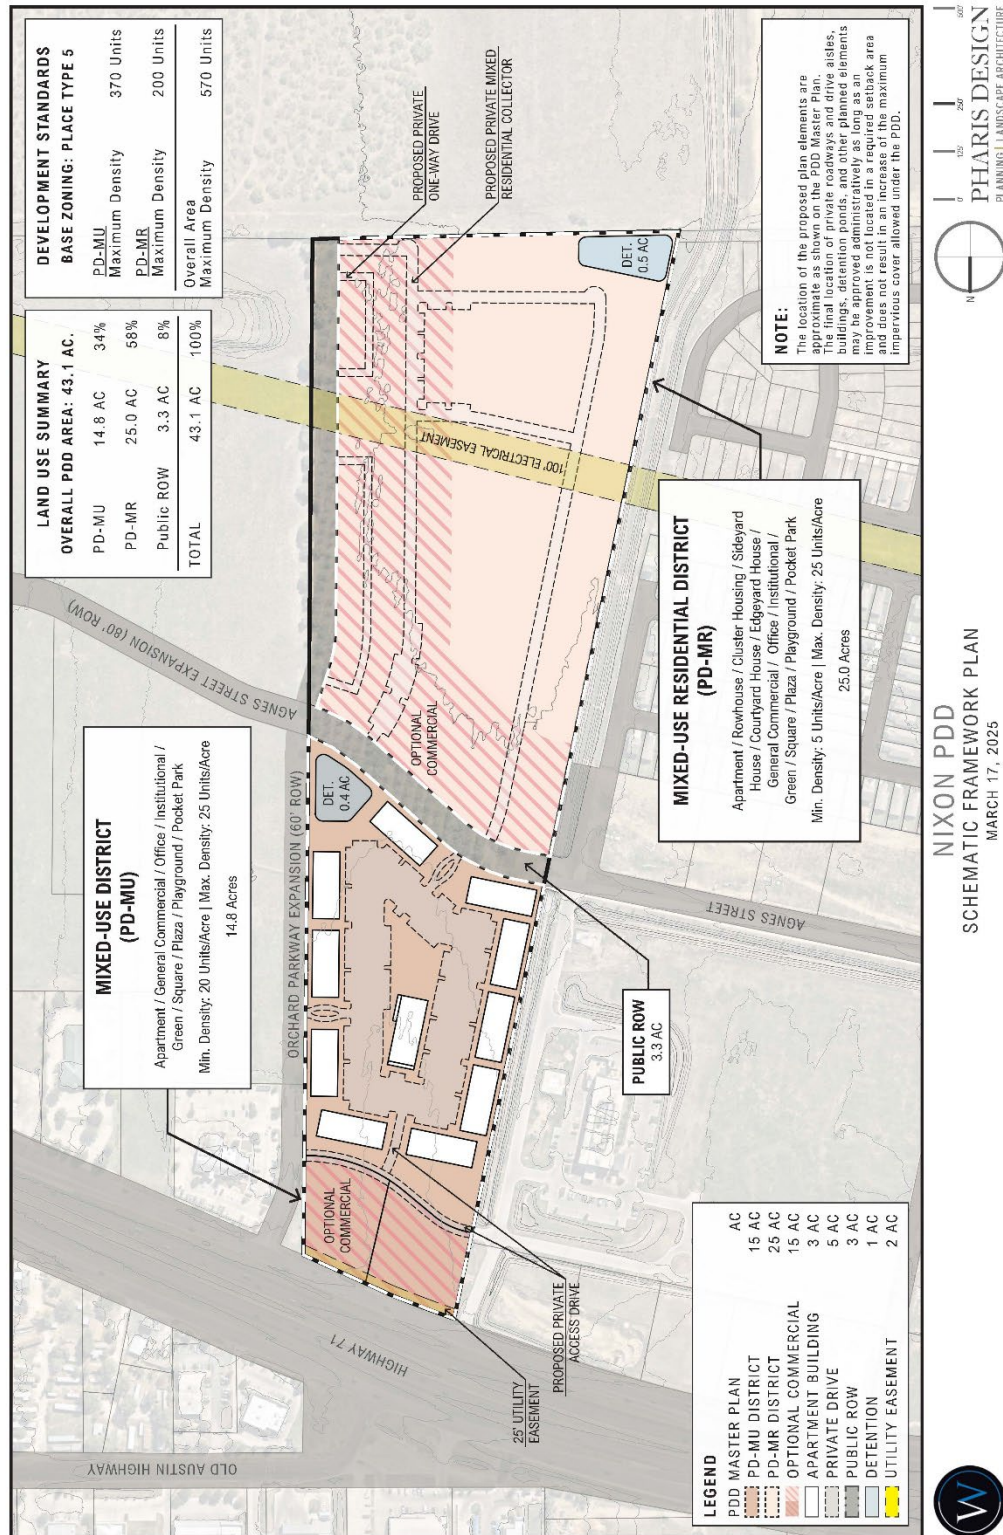 MIXED-USE DISTRICT
(PD-MU)
Apartment / General Commercial / Office / Institutional /
Green / Square / Plaza / Playground / Pocket Park
Min. Density: 20 Units/Acre | Max. Density: 25 Units/Acre
14.8 Acres
LAND USE SUMMARY
OVERALL PDD AREA: 43.1 AC.
PD-MU 14.8 AC 34%
PD-MR 25.0 AC 58%
Public ROW 3.3 AC 8%
TOTAL 43.1 AC 100%
DEVELOPMENT STANDARDS
BASE ZONING: PLACE TYPE 5
PD-MU
Maximum Density 370 Units
PD-MR
Maximum Density 200 Units
Overall Area
Maximum Density 570 Units
OLD AUSTIN HIGHWAY
HIGHWAY 71
25' UTILITY
EASEMENT
OPTIONAL
COMMERCIAL
PROPOSED PRIVATE
ACCESS DRIVE
ORCHARD PARKWAY EXPANSION (60' ROW)
DET.
0.4 AC
AGNES STREET EXPANSION (80' ROW)
OPTIONAL
COMMERCIAL
100' ELECTRICAL EASEMENT
PROPOSED PRIVATE
ONE-WAY DRIVE
PROPOSED PRIVATE MIXED
RESIDENTIAL COLLECTOR
DET.
0.5 AC
PUBLIC ROW
3.3 AC
AGNES STREET
MIXED-USE RESIDENTIAL DISTRICT
(PD-MR)
Apartment / Rowhouse / Cluster Housing / Sideyard
House / Courtyard House / Edgeyard House /
General Commercial / Office / Institutional /
Green / Square / Plaza / Playground / Pocket Park
Min. Density: 5 Units/Acre | Max. Density: 25 Units/Acre
25.0 Acres
NOTE:
The location of the proposed plan elements are
approximate as shown on the PDD Master Plan.
The final location of private roadways and drive aisles,
buildings, detention ponds, and other planned elements
may be approved administratively as long as an
improvement is not located in a required setback area
and does not result in an increase of the maximum
impervious cover allowed under the PDD.
LEGEND
PDD MASTER PLAN AC
PD-MU DISTRICT 15 AC
PD-MR DISTRICT 25 AC
OPTIONAL COMMERCIAL 15 AC
APARTMENT BUILDING 3 AC
PRIVATE DRIVE 5 AC
PUBLIC ROW 3 AC
DETENTION 1 AC
UTILITY EASEMENT 2 AC
W
NIXON PDD
SCHEMATIC FRAMEWORK PLAN
MARCH 17, 2025
N
0 125 250 500'
PHARIS DESIGN
PLANNING | LANDSCAPE ARCHITECTURE